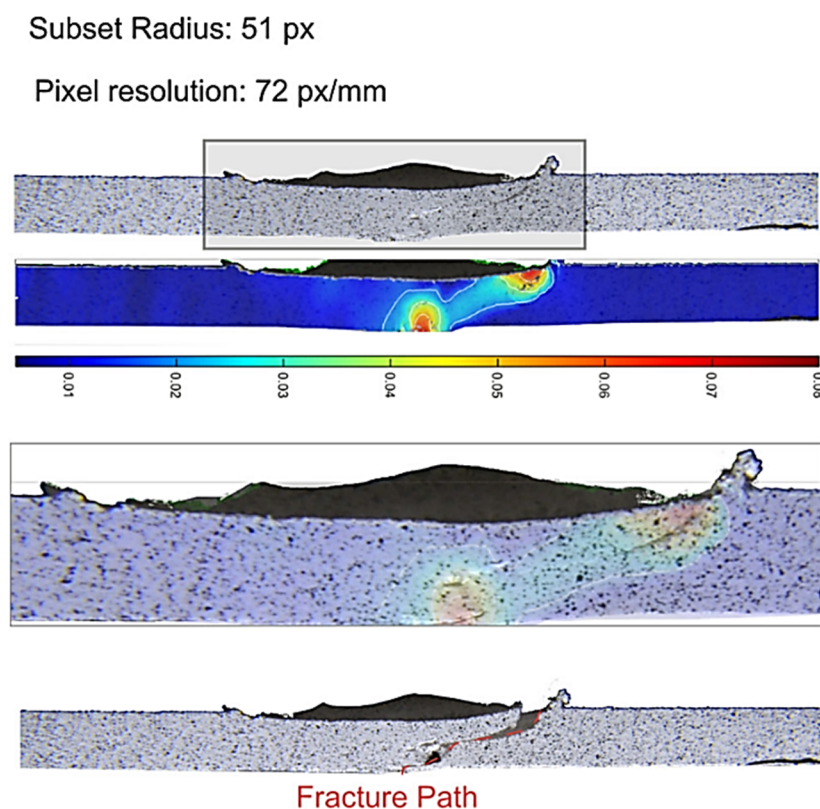 Subset Radius: 51 px
Pixel resolution: 72 px/mm
0.01 0.02 0.03 0.04 0.05 0.06 0.07 0.08
Fracture Path